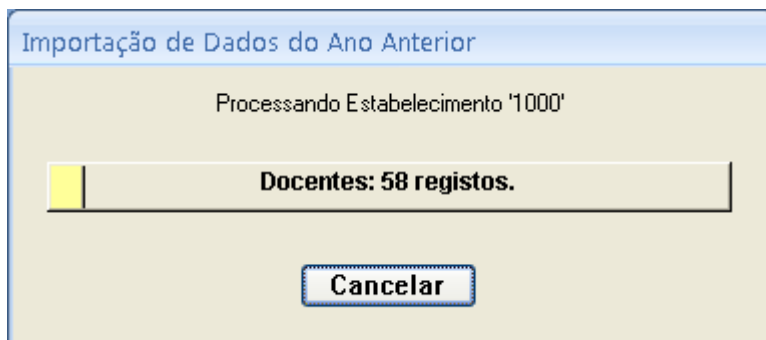 Importação de Dados do Ano Anterior
Processando Estabelecimento '1000'
Docentes: 58 registos.
Cancelar